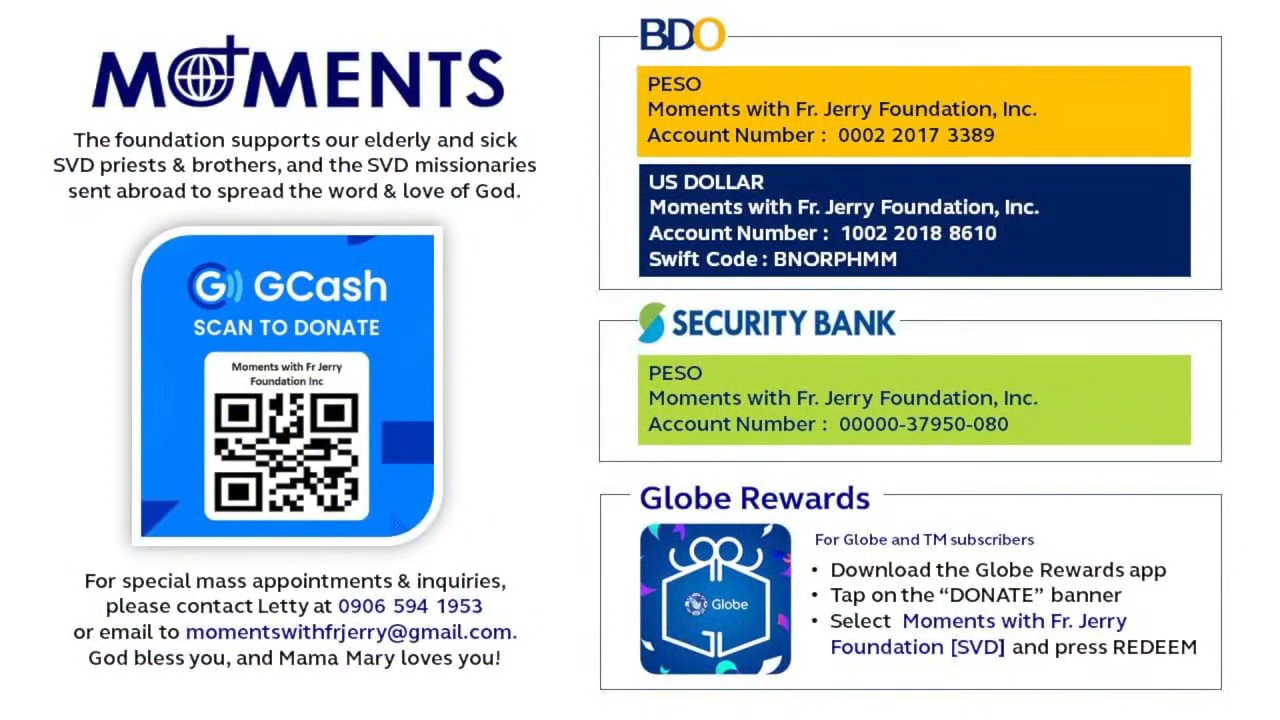 MOMENTS
The foundation supports our elderly and sick
SVD priests & brothers, and the SVD missionaries
sent abroad to spread the word & love of God.
GCash
SCAN TO DONATE
Moments with Fr Jerry
Foundation Inc
For special mass appointments & inquiries,
please contact Letty at 0906 594 1953
or email to momentswithfrjerry@gmail.com.
God bless you, and Mama Mary loves you!
BDO
PESO
Moments with Fr. Jerry Foundation, Inc.
Account Number : 0002 2017 3389
US DOLLAR
Moments with Fr. Jerry Foundation, Inc.
Account Number : 1002 2018 8610
Swift Code : BNORPHMM
SECURITY BANK
PESO
Moments with Fr. Jerry Foundation, Inc.
Account Number : 00000-37950-080
Globe Rewards
Globe
For Globe and TM subscribers
• Download the Globe Rewards app
• Tap on the “DONATE” banner
• Select Moments with Fr. Jerry
Foundation [SVD] and press REDEEM